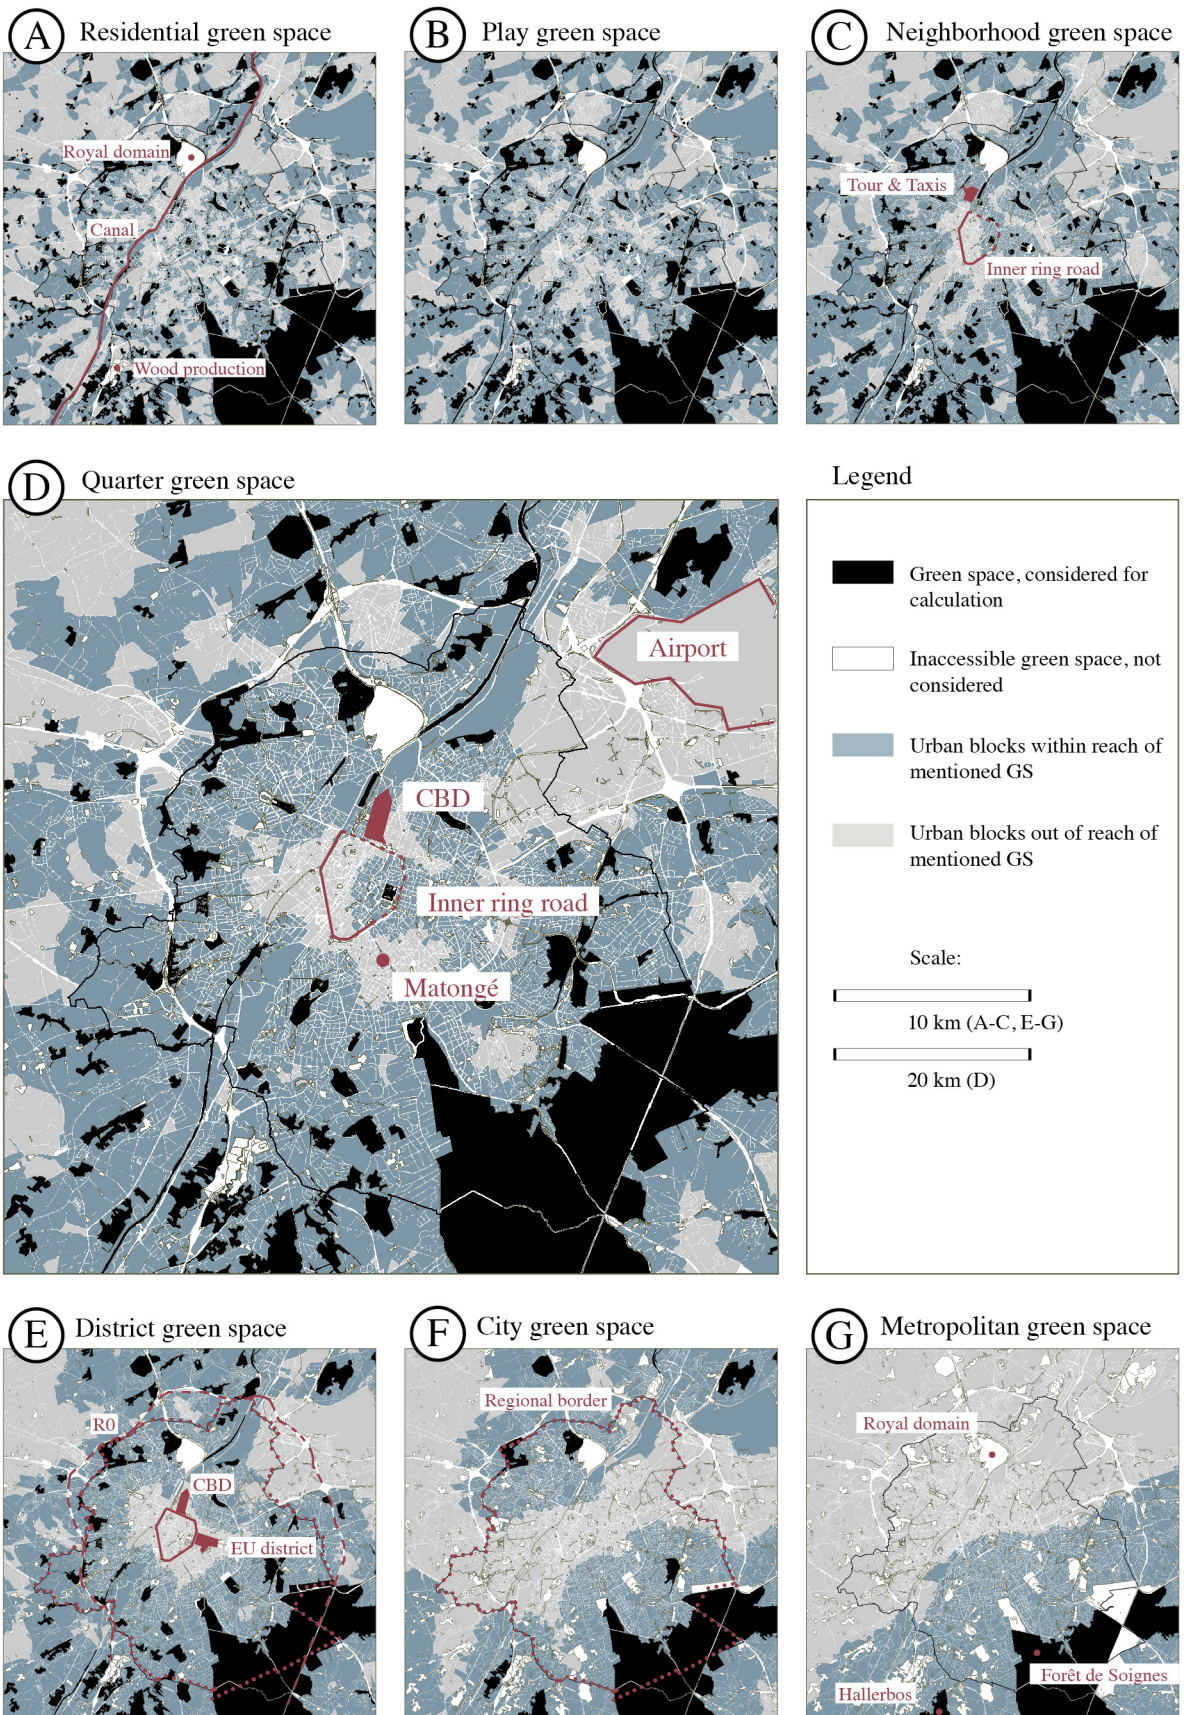 A Residential green space
Royal domain
Canal
Wood production
B Play green space
C Neighborhood green space
Tour & Taxis
Inner ring road
D Quarter green space
Airport
CBD
Inner ring road
Matongé
Legend
Green space, considered for
calculation
Inaccessible green space, not
considered
Urban blocks within reach of
mentioned GS
Urban blocks out of reach of
mentioned GS
Scale:
10 km (A-C, E-G)
20 km (D)
E District green space
R0
CBD
EU district
F City green space
Regional border
G Metropolitan green space
Royal domain
Forêt de Soignes
Hallerbos